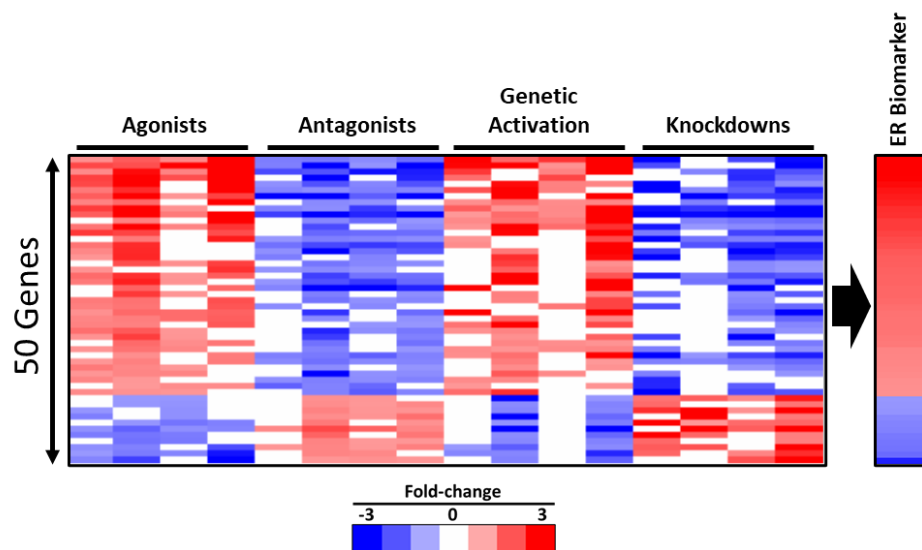 Agonists
Antagonists
Genetic
Activation
Knockdowns
ER Biomarker
50 Genes
Fold-change
-3 0 3